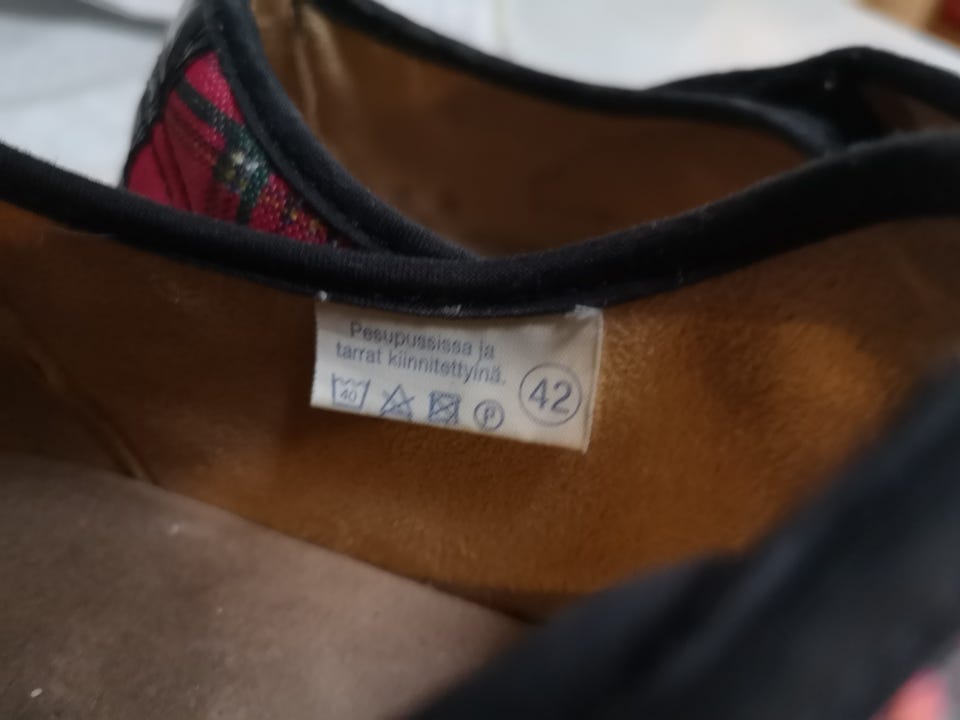 Pesupussissa ja
tarrat kiinnitettyinä.
40
P
42